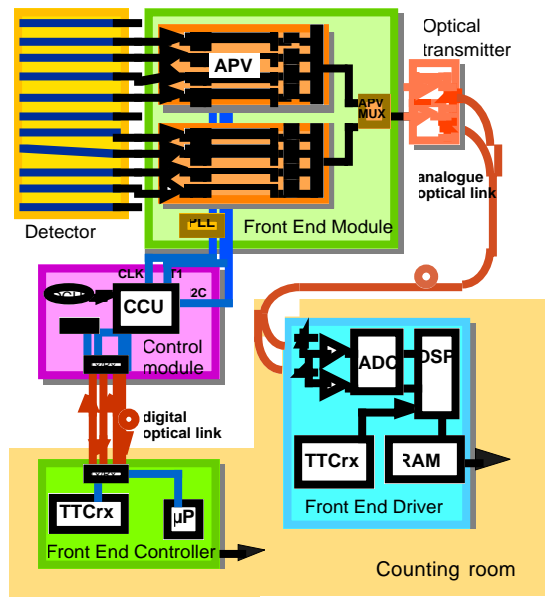 Optical
transmitter
APV
APV
MUX
analogue
optical link
PLL
Detector
Front End Module
CLK
T1
2C
CCU
Control
module
digital
optical link
ADC
DSP
TTCrx
RAM
Front End Driver
TTCrx
µP
Front End Controller
Counting room